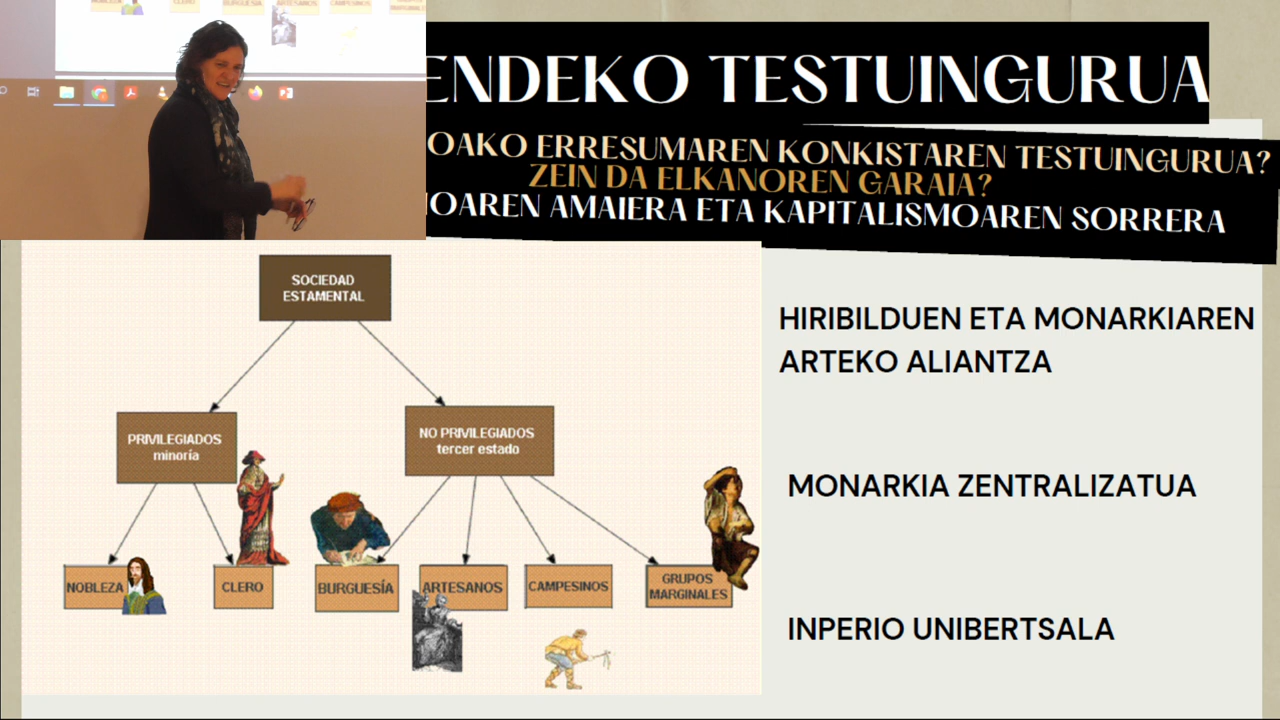 ENDEKO TESTUINGURUA
OAKO ERRESUMAREN KONKISTAREN TESTUINGURUA?
ZEIN DA ELKANOREN GARAIA?
MOAREN AMAIERA ETA KAPITALISMOAREN SORRERA
SOCIEDAD
ESTAMENTAL
PRIVILEGIADOS
minoría
NO PRIVILEGIADOS
tercer estado
NOBLEZA
CLERO
BURGUESÍA
ARTESANOS
CAMPESINOS
GRUPOS
MARGINALES
HIRIBILDUEN ETA MONARKIAREN
ARTEKO ALIANTZA
MONARKIA ZENTRALIZATUA
INPERIO UNIBERTSALA